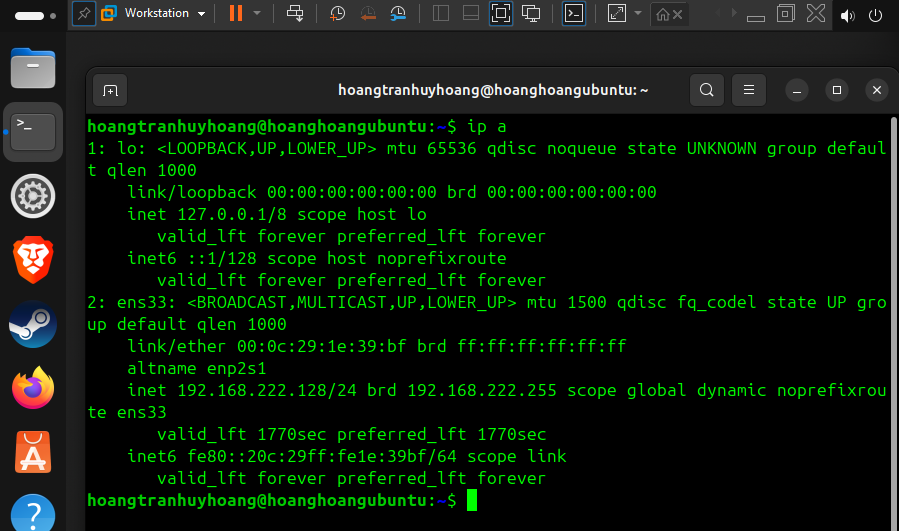 Workstation
hoangtranhuyhoang@hoanghoangubuntu: ~
hoangtranhuyhoang@hoanghoangubuntu:~$ ip a
1: lo: <LOOPBACK,UP,LOWER_UP> mtu 65536 qdisc noqueue state UNKNOWN group defaul
t qlen 1000
    link/loopback 00:00:00:00:00:00 brd 00:00:00:00:00:00
    inet 127.0.0.1/8 scope host lo
       valid_lft forever preferred_lft forever
    inet6 ::1/128 scope host noprefixroute
       valid_lft forever preferred_lft forever
2: ens33: <BROADCAST,MULTICAST,UP,LOWER_UP> mtu 1500 qdisc fq_codel state UP gro
up default qlen 1000
    link/ether 00:0c:29:1e:39:bf brd ff:ff:ff:ff:ff:ff
    altname enp2s1
    inet 192.168.222.128/24 brd 192.168.222.255 scope global dynamic noprefixrou
te ens33
       valid_lft 1770sec preferred_lft 1770sec
    inet6 fe80::20c:29ff:fe1e:39bf/64 scope link
       valid_lft forever preferred_lft forever
hoangtranhuyhoang@hoanghoangubuntu:~$